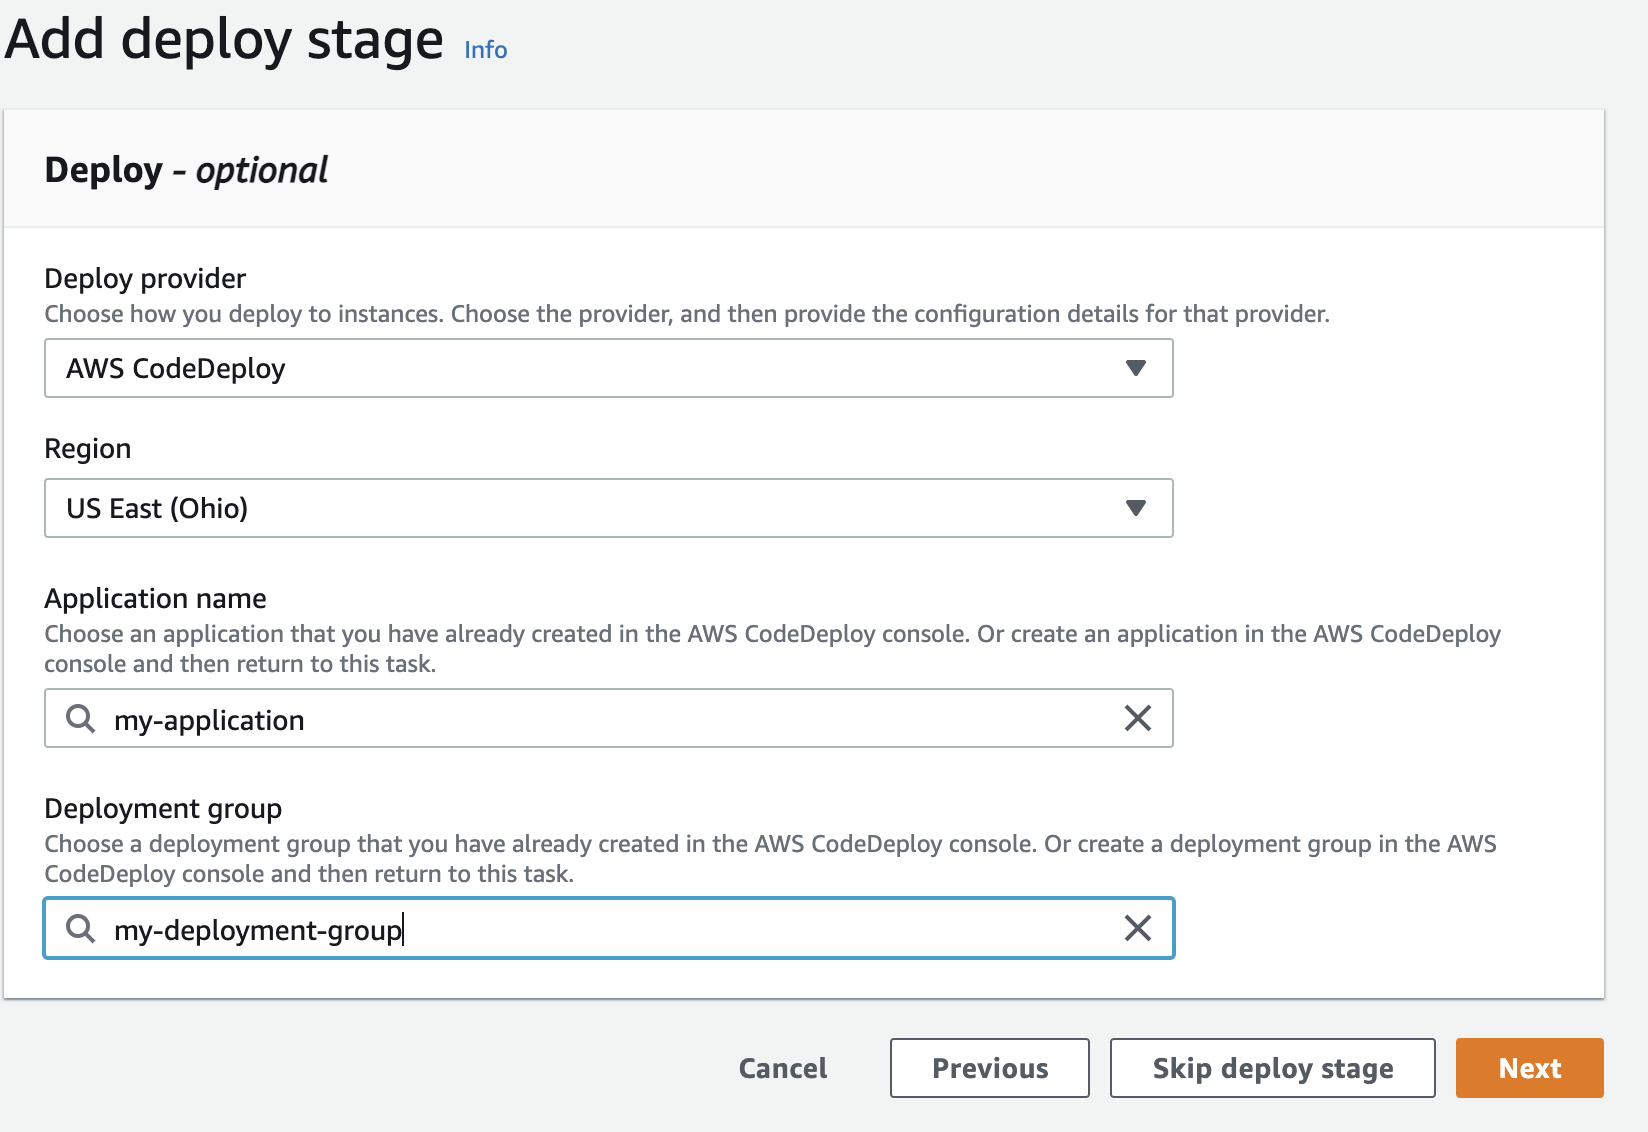 Add deploy stage Info
Deploy - optional
Deploy provider
Choose how you deploy to instances. Choose the provider, and then provide the configuration details for that provider.
AWS CodeDeploy
Region
US East (Ohio)
Application name
Choose an application that you have already created in the AWS CodeDeploy console. Or create an application in the AWS CodeDeploy
console and then return to this task.
my-application
Deployment group
Choose a deployment group that you have already created in the AWS CodeDeploy console. Or create a deployment group in the AWS
CodeDeploy console and then return to this task.
my-deployment-group
Cancel Previous Skip deploy stage Next